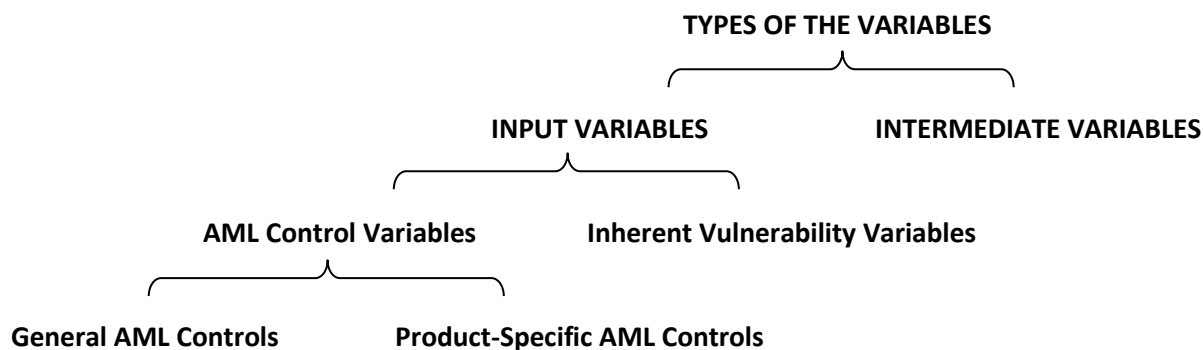 TYPES OF THE VARIABLES
INPUT VARIABLES
INTERMEDIATE VARIABLES
AML Control Variables
Inherent Vulnerability Variables
General AML Controls
Product-Specific AML Controls